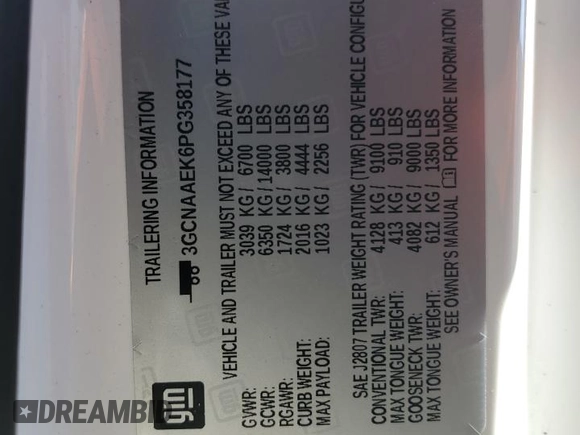 gm
TRAILERING INFORMATION
3GCNAAEK6PG358177
VEHICLE AND TRAILER MUST NOT EXCEED ANY OF THESE
GVWR: 3039 KG/ 6700 LBS
GCWR: 6350 KG/ 14000 LBS
RGAWR: 1724 KG/ 3800 LBS
CURB WEIGHT: 2016 KG/ 4444 LBS
MAX PAYLOAD: 1023 KG/ 2256 LBS
SAE J2807 TRAILER WEIGHT RATING (TWR) FOR VEHICLE
CONVENTIONAL TWR: 4128 KG/ 9100 LBS
MAX TONGUE WEIGHT: 413 KG/ 910 LBS
GOOSENECK TWR: 4082 KG/ 9000 LBS
MAX TONGUE WEIGHT: 612 KG/ 1350 LBS
SEE OWNER'S MANUAL FOR MORE INFORMATION